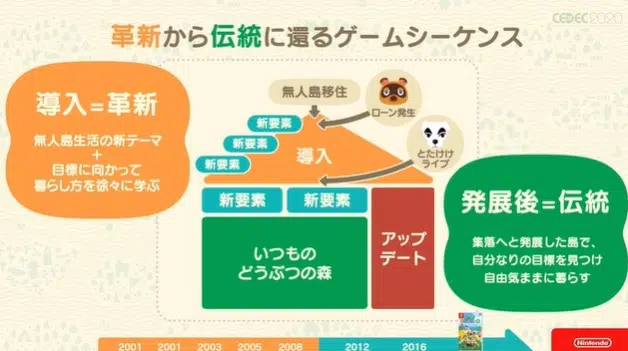 CEDEC2020
革新から伝統に還るゲームシーケンス
導入=革新
無人島生活の新テーマ
+
目標に向かって
暮らし方を徐々に学ぶ
無人島移住
ローン発生
新要素
新要素
新要素
導入
とたけけ
ライブ
新要素
新要素
いつもの
どうぶつの森
アップ
デート
発展後=伝統
集落へと発展した島で、
自分なりの目標を見つけ
自由気ままに暮らす
2001 2001 2003 2005 2008 2012 2016
Nintendo